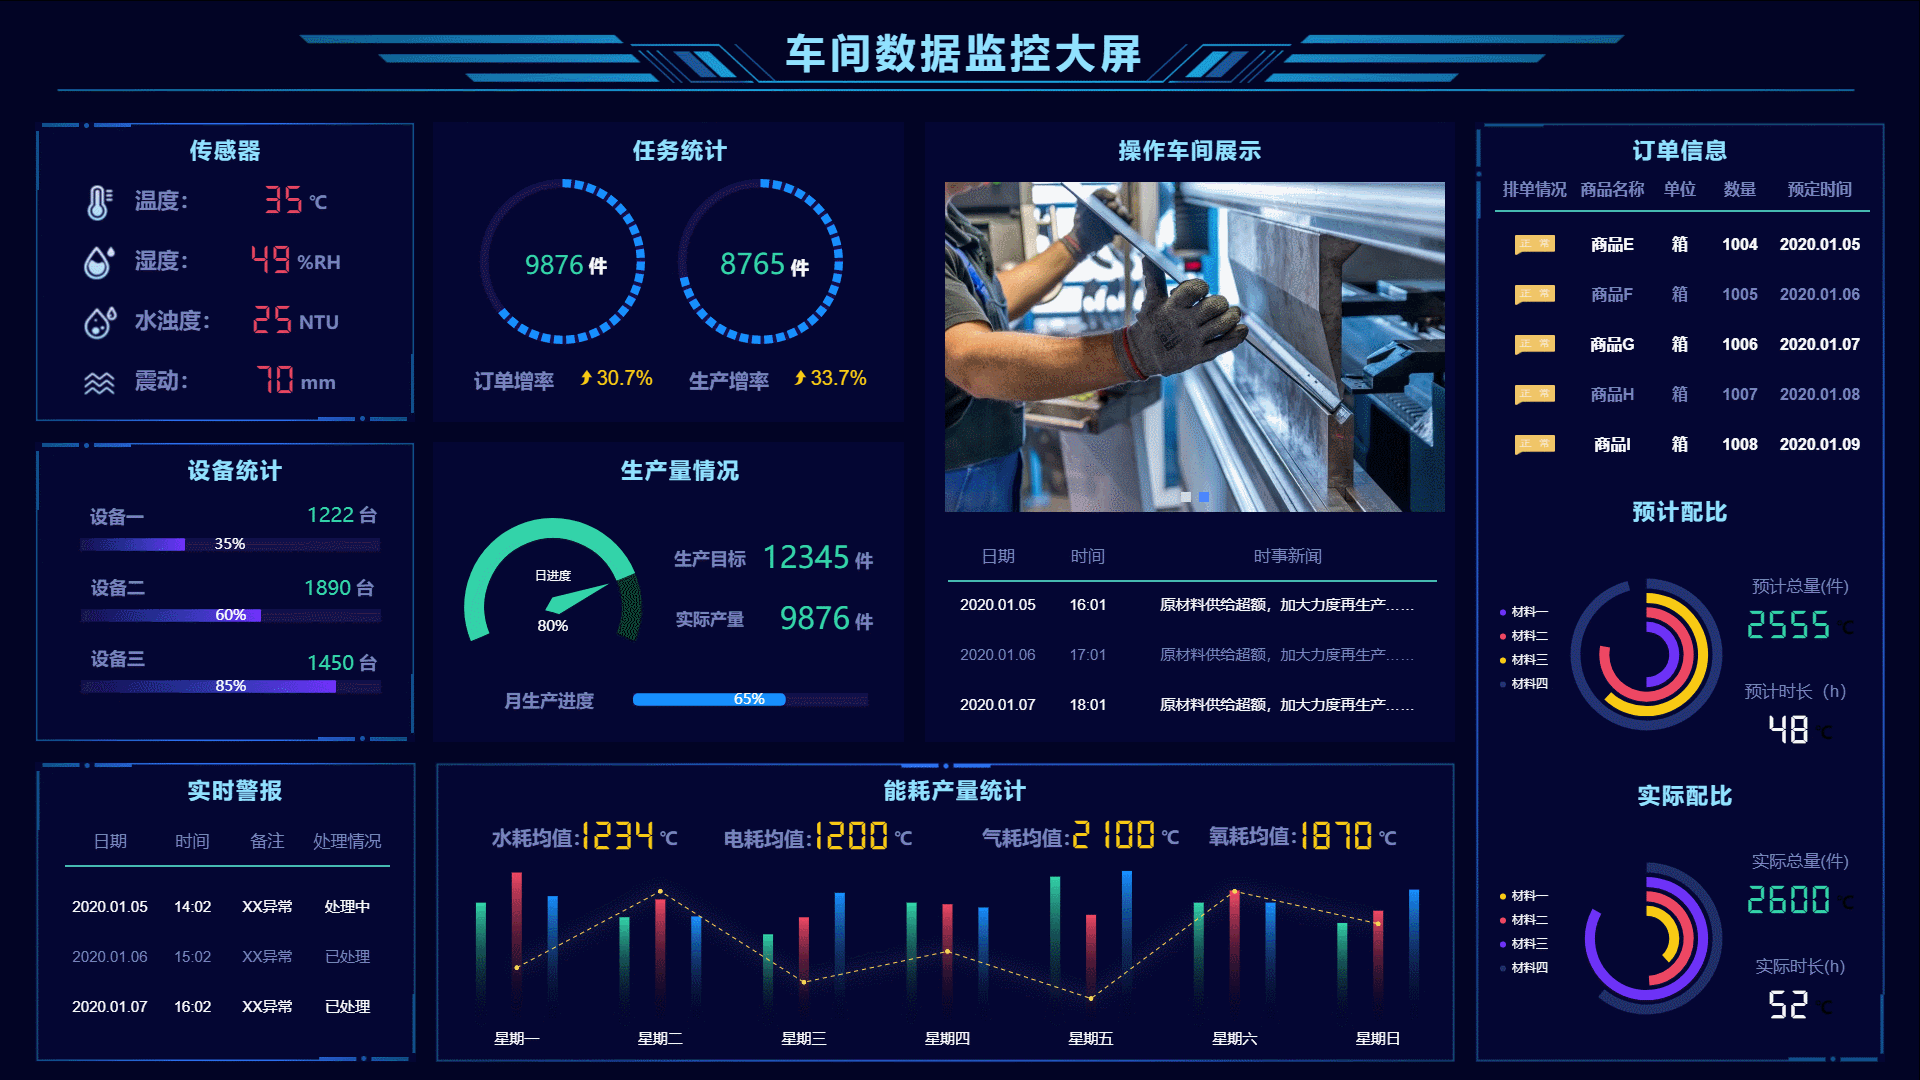 车间数据监控大屏
传感器
温度： 35 ℃
湿度： 49 %RH
水浊度： 25 NTU
震动： 70 mm
任务统计
9876 件
8765 件
订单增率 30.7%
生产增率 33.7%
操作车间展示
日期 时间 时事新闻
2020.01.05 16:01 原材料供给超额，加大力度再生产……
2020.01.06 17:01 原材料供给超额，加大力度再生产……
2020.01.07 18:01 原材料供给超额，加大力度再生产……
订单信息
排单情况 商品名称 单位 数量 预定时间
正常 商品E 箱 1004 2020.01.05
正常 商品F 箱 1005 2020.01.06
正常 商品G 箱 1006 2020.01.07
正常 商品H 箱 1007 2020.01.08
正常 商品I 箱 1008 2020.01.09
设备统计
设备一 1222 台
35%
设备二 1890 台
60%
设备三 1450 台
85%
生产量情况
日进度
80%
生产目标 12345 件
实际产量 9876 件
月生产进度 65%
预计配比
材料一
材料二
材料三
材料四
预计总量(件)
2555 ℃
预计时长（h）
48 ℃
实际配比
材料一
材料二
材料三
材料四
实际总量(件)
2600 ℃
实际时长(h)
52 ℃
实时警报
日期 时间 备注 处理情况
2020.01.05 14:02 XX异常 处理中
2020.01.06 15:02 XX异常 已处理
2020.01.07 16:02 XX异常 已处理
能耗产量统计
水耗均值:1234 ℃
电耗均值:1200 ℃
气耗均值:2100 ℃
氧耗均值:1870 ℃
星期一 星期二 星期三 星期四 星期五 星期六 星期日